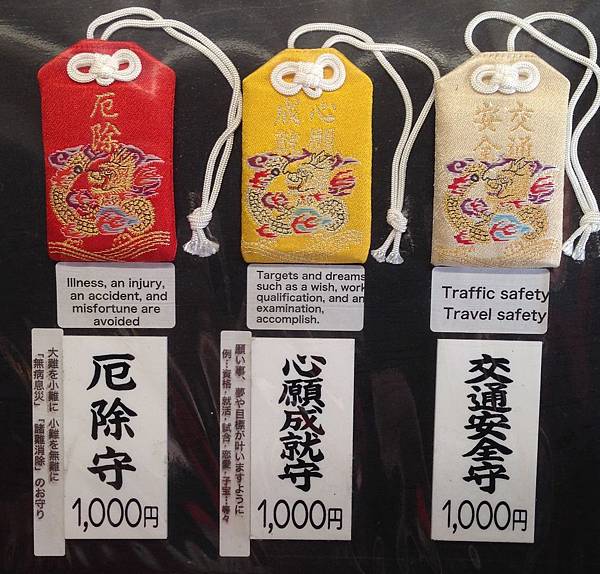 厄除
Illness, an injury,
an accident, and
misfortune are
avoided
厄除守
1,000円
大難を小難に 小難を無難に
「無病息災」「諸難消除」のお守り
心願
成就
Targets and dreams
such as a wish, work
qualification, and an
examination,
accomplish.
心願成就守
1,000円
願い事、夢や目標が叶いますように
例…資格・就活・試合・恋愛・子宝…等々
交通
安全
Traffic safety
Travel safety
交通安全守
1,000円